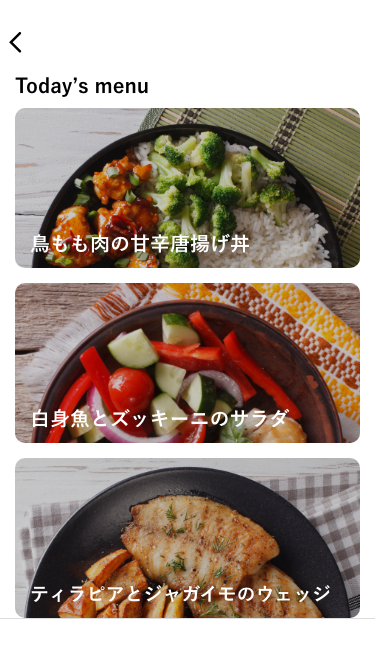 Today’s menu
鳥もも肉の甘辛唐揚げ丼
白身魚とズッキーニのサラダ
ティラピアとジャガイモのウェッジ